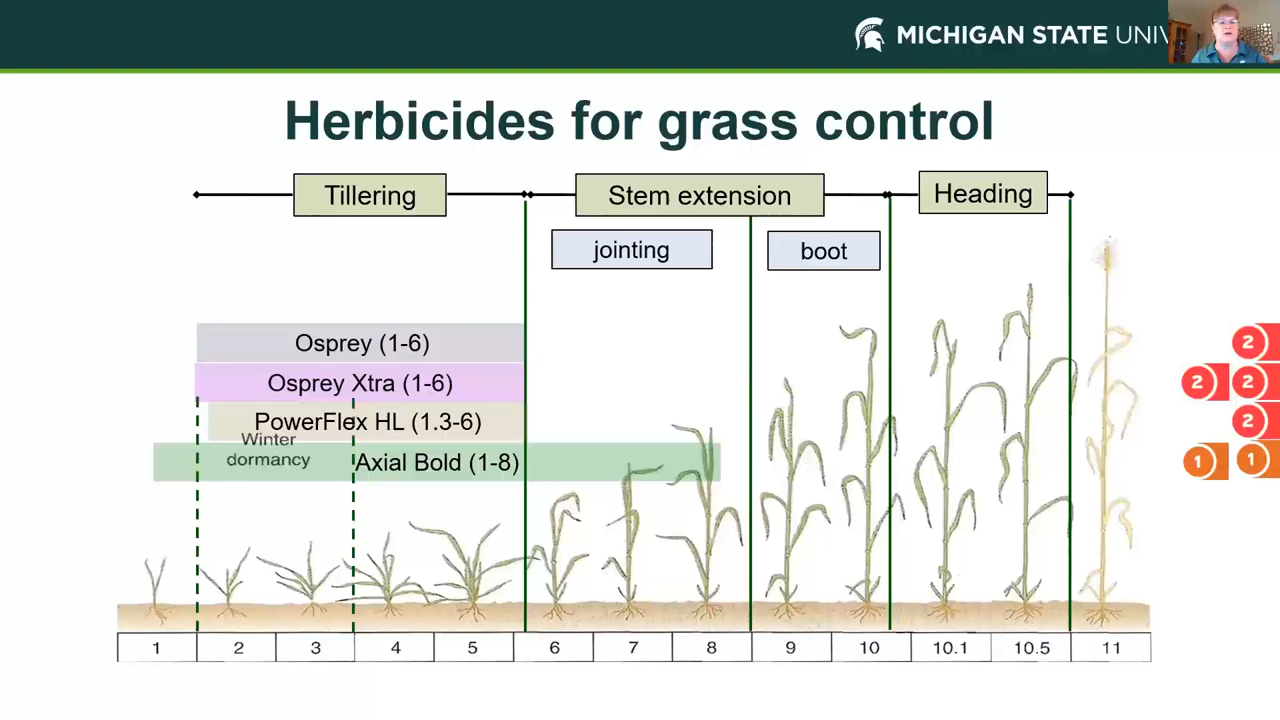 MICHIGAN STATE UNIV
Herbicides for grass control
Tillering
Stem extension
Heading
jointing
boot
Osprey (1-6)
2
Osprey Xtra (1-6)
2 2
PowerFlex HL (1.3-6)
2
Winter
dormancy
Axial Bold (1-8)
1 1
1 2 3 4 5 6 7 8 9 10 10.1 10.5 11